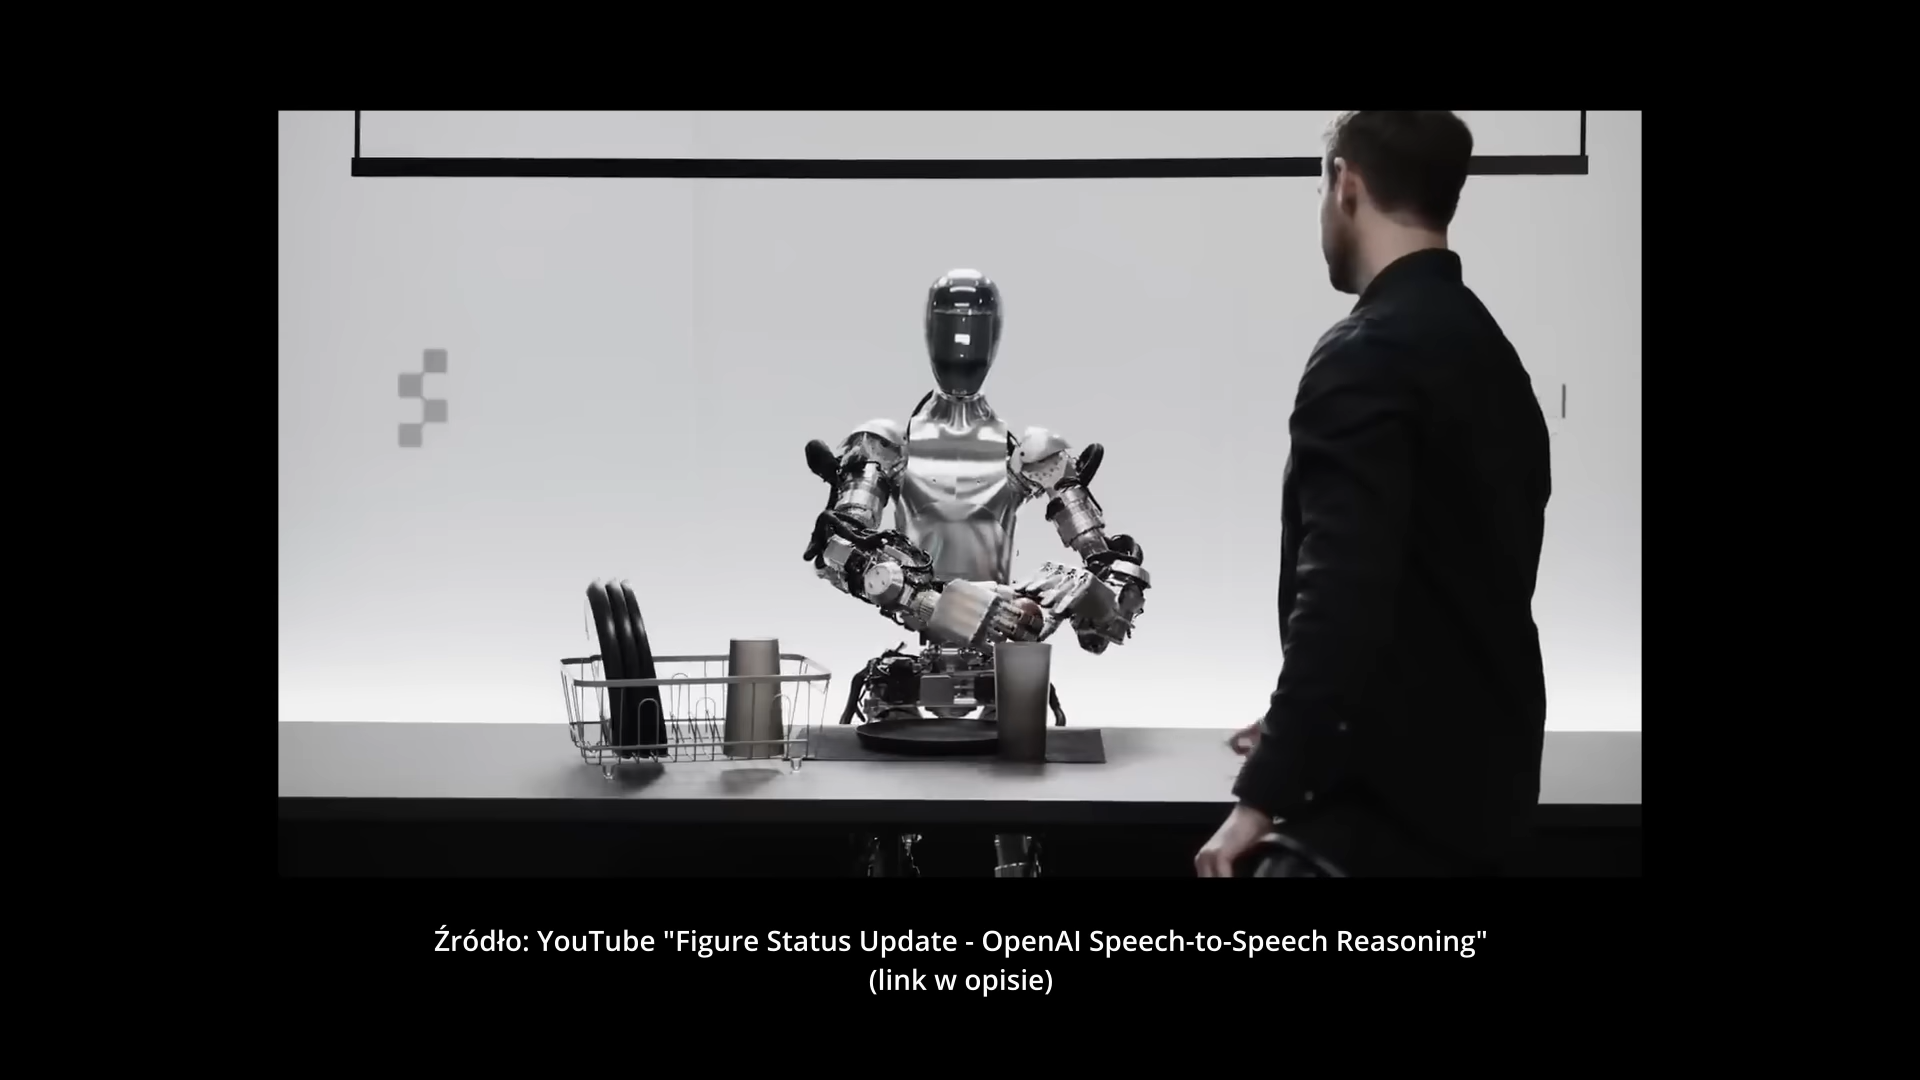 Źródło: YouTube "Figure Status Update - OpenAI Speech-to-Speech Reasoning"
(link w opisie)